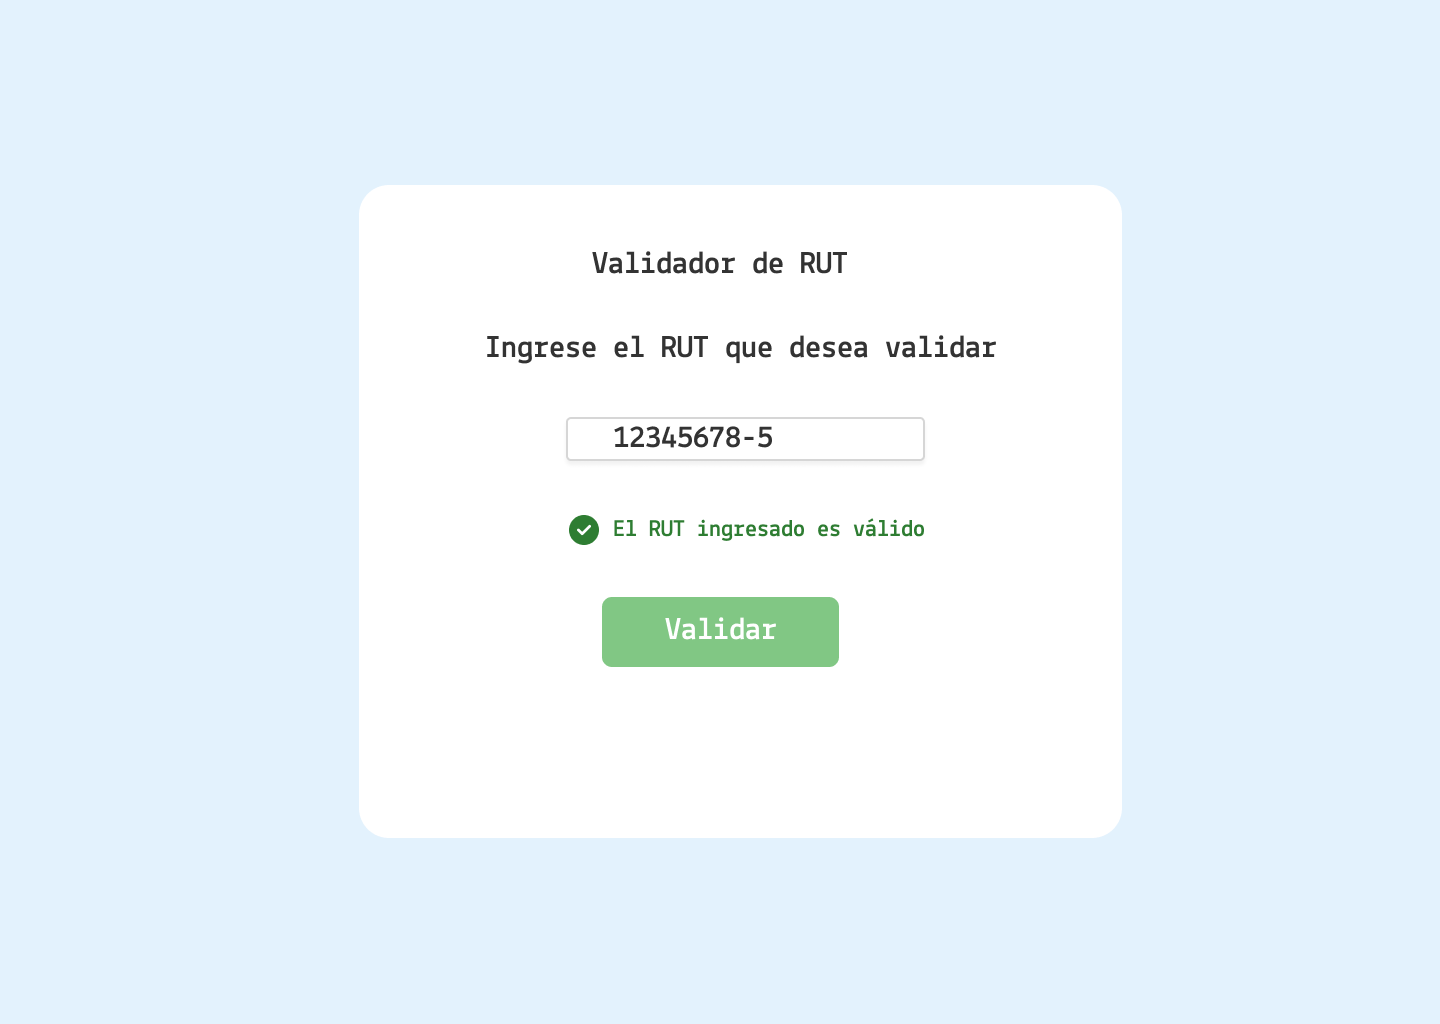 Validador de RUT
Ingrese el RUT que desea validar
12345678-5
El RUT ingresado es válido
Validar